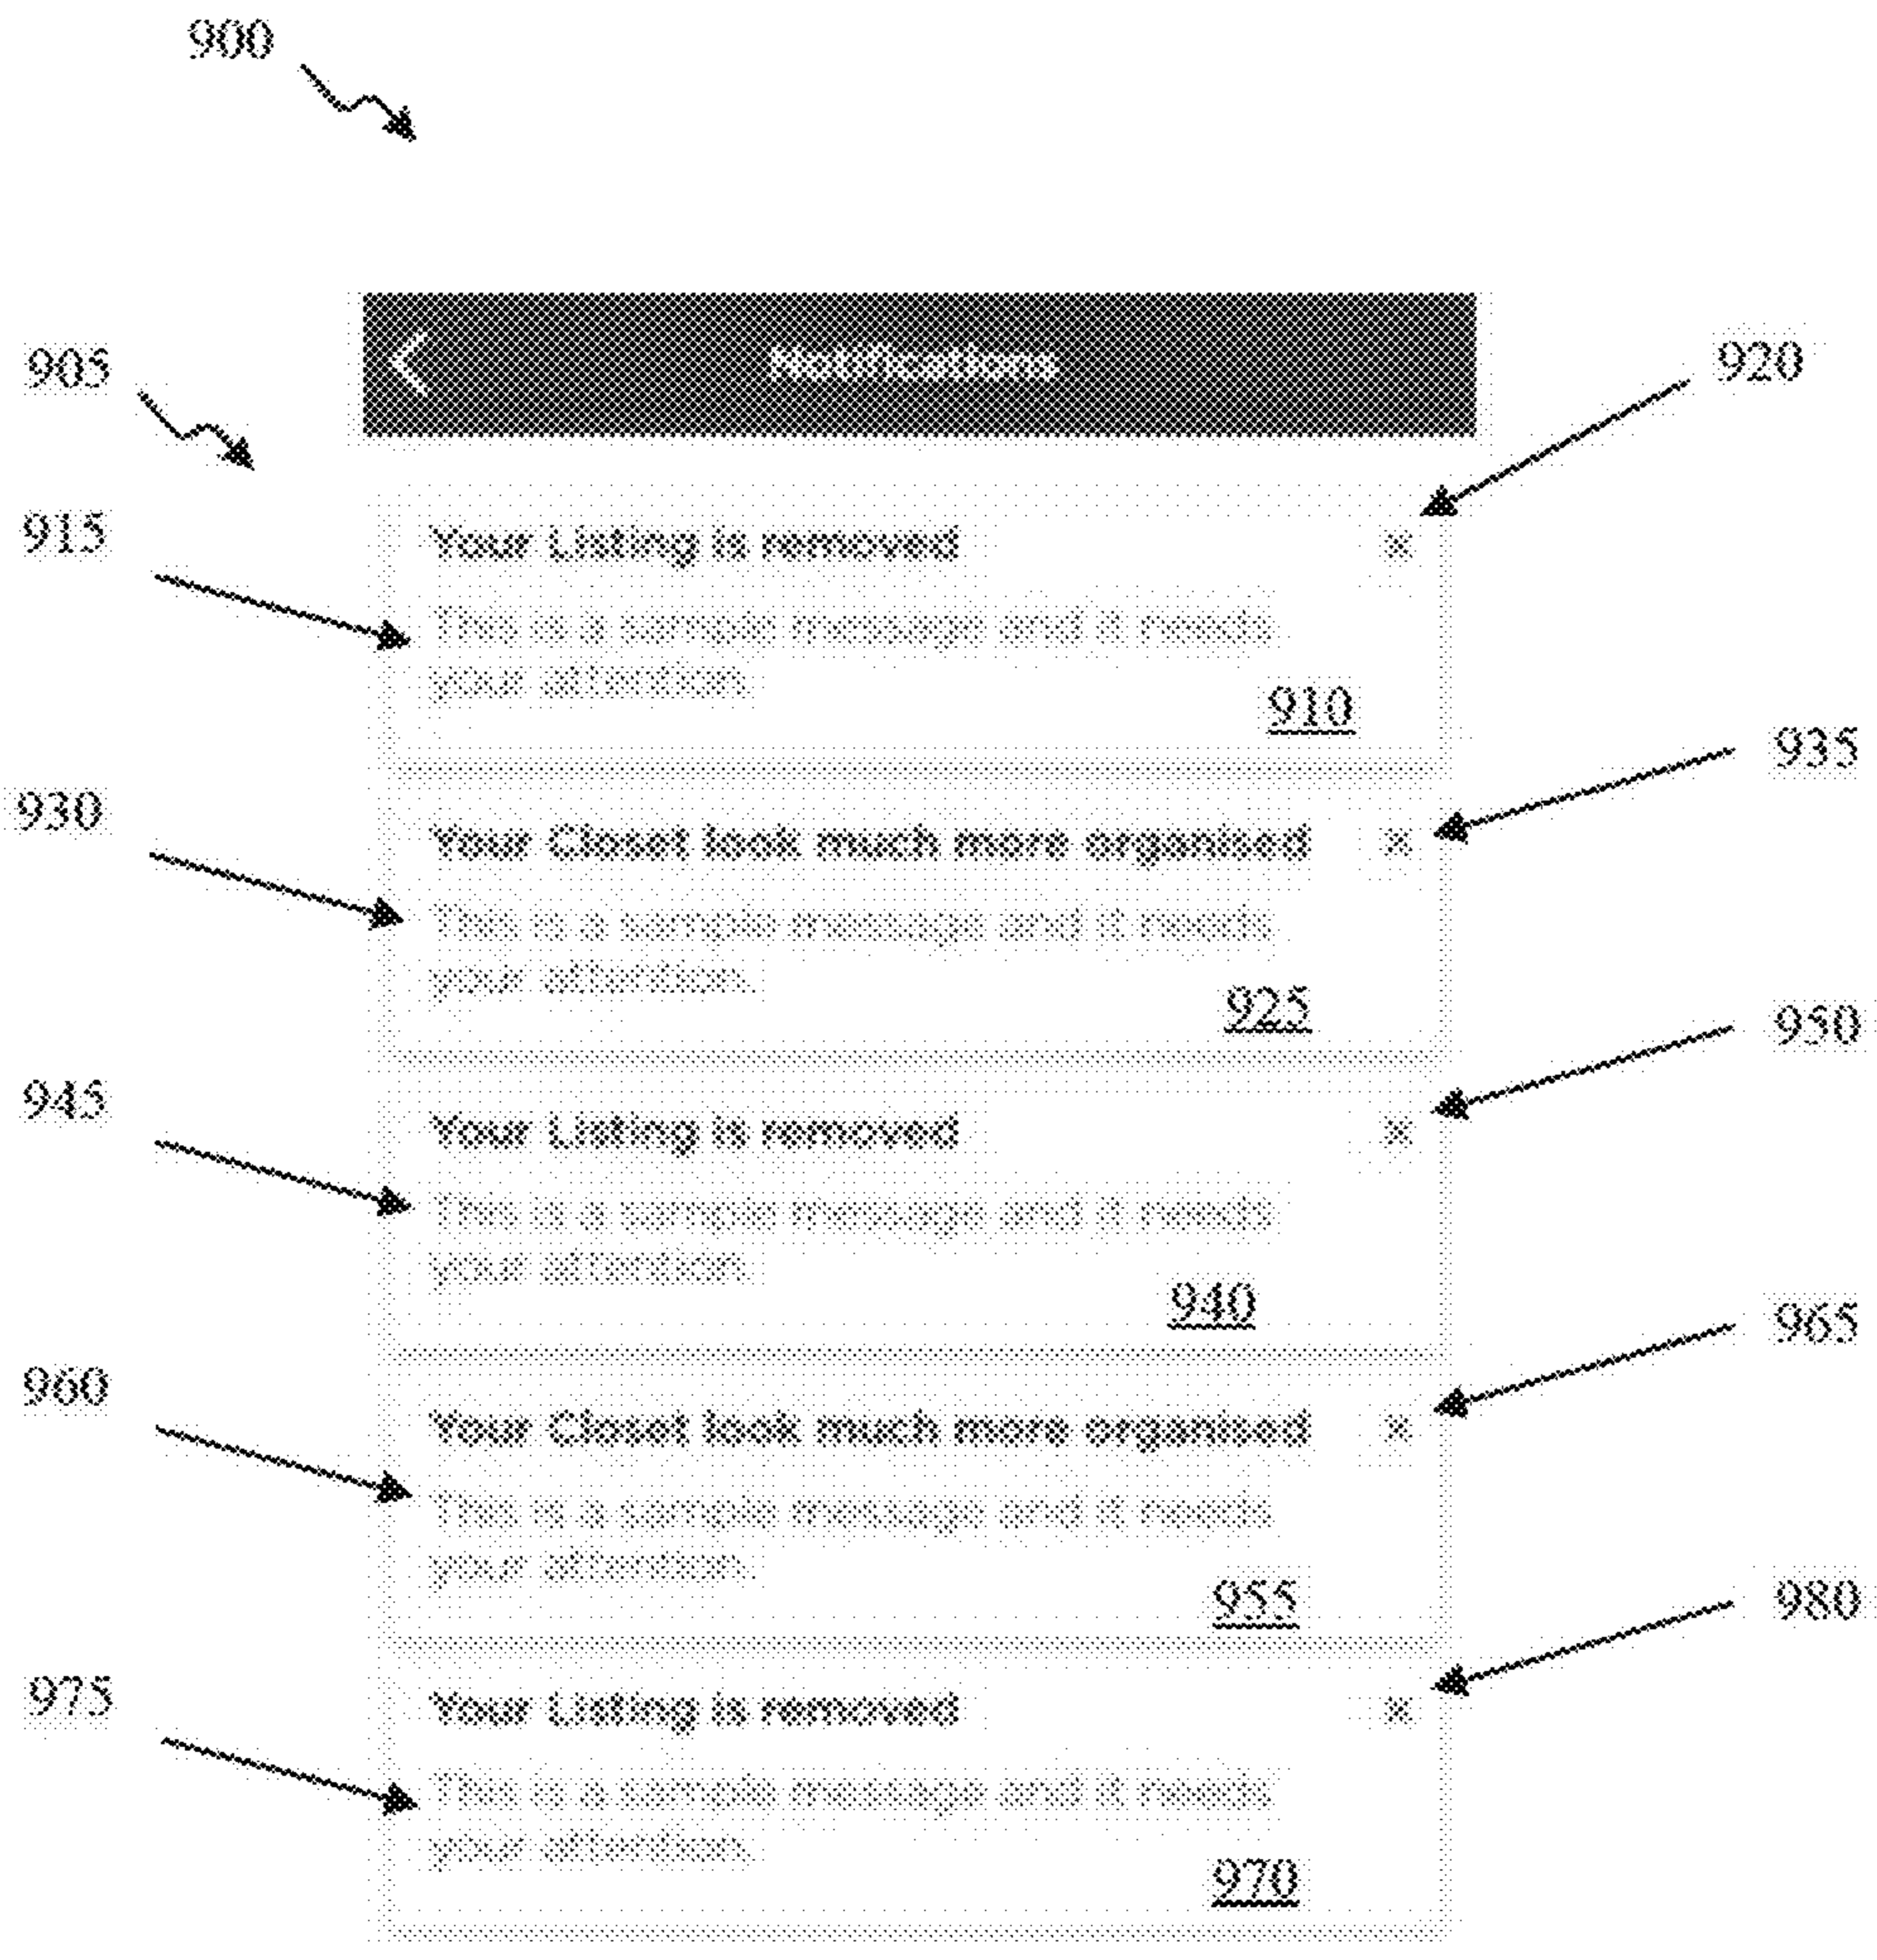 900
Notifications
905
920
915
Your Listing is removed
This is a sample message and it needs
your attention.
910
935
930
Your Closet look much more organised
This is a sample message and it needs
your attention.
925
950
945
Your Listing is removed
This is a sample message and it needs
your attention.
940
965
960
Your Closet look much more organised
This is a sample message and it needs
your attention.
955
980
975
Your Listing is removed
This is a sample message and it needs
your attention.
970